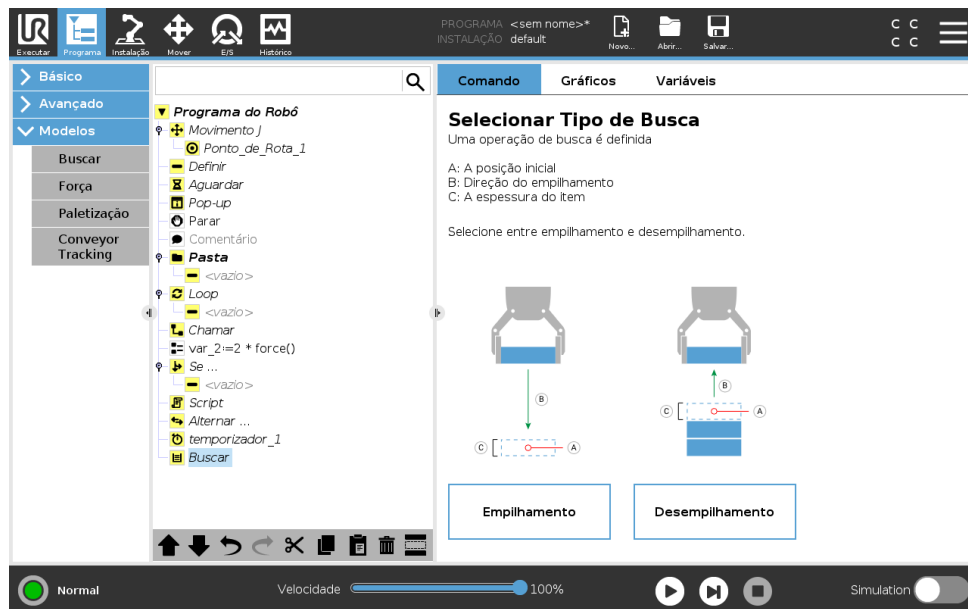 UR
PROGRAMA <sem nome>*
INSTALAÇÃO default
C C
C C
Executar Programa Instalação Mover E/S Histórico Novo... Abrir... Salvar...
Básico
Avançado
Modelos
Buscar
Força
Paletização
Conveyor
Tracking
Programa do Robô
Movimento J
Ponto_de_Rota_1
Definir
Aguardar
Pop-up
Parar
Comentário
Pasta
<vazio>
Loop
<vazio>
Chamar
var_2:=2 * force()
Se ...
<vazio>
Script
Alternar ...
temporizador_1
Buscar
Comando Gráficos Variáveis
Selecionar Tipo de Busca
Uma operação de busca é definida
A: A posição inicial
B: Direção do empilhamento
C: A espessura do item
Selecione entre empilhamento e desempilhamento.
B
C A
B
C A
Empilhamento Desempilhamento
Normal Velocidade 100% Simulation